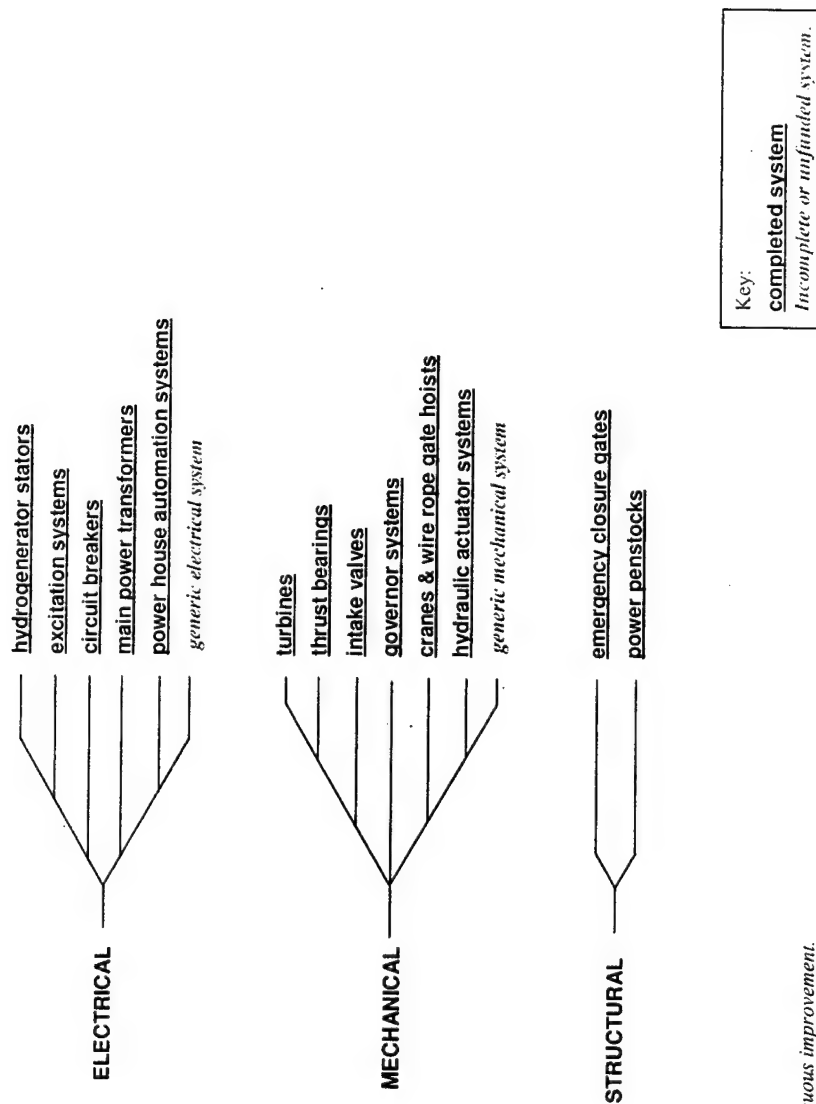 ELECTRICAL
hydrogenerator stators
excitation systems
circuit breakers
main power transformers
power house automation systems
generic electrical system
MECHANICAL
turbines
thrust bearings
intake valves
governor systems
cranes & wire rope gate hoists
hydraulic actuator systems
generic mechanical system
STRUCTURAL
emergency closure gates
power penstocks
Key:
completed system
Incomplete or unfunded system.
uous improvement.